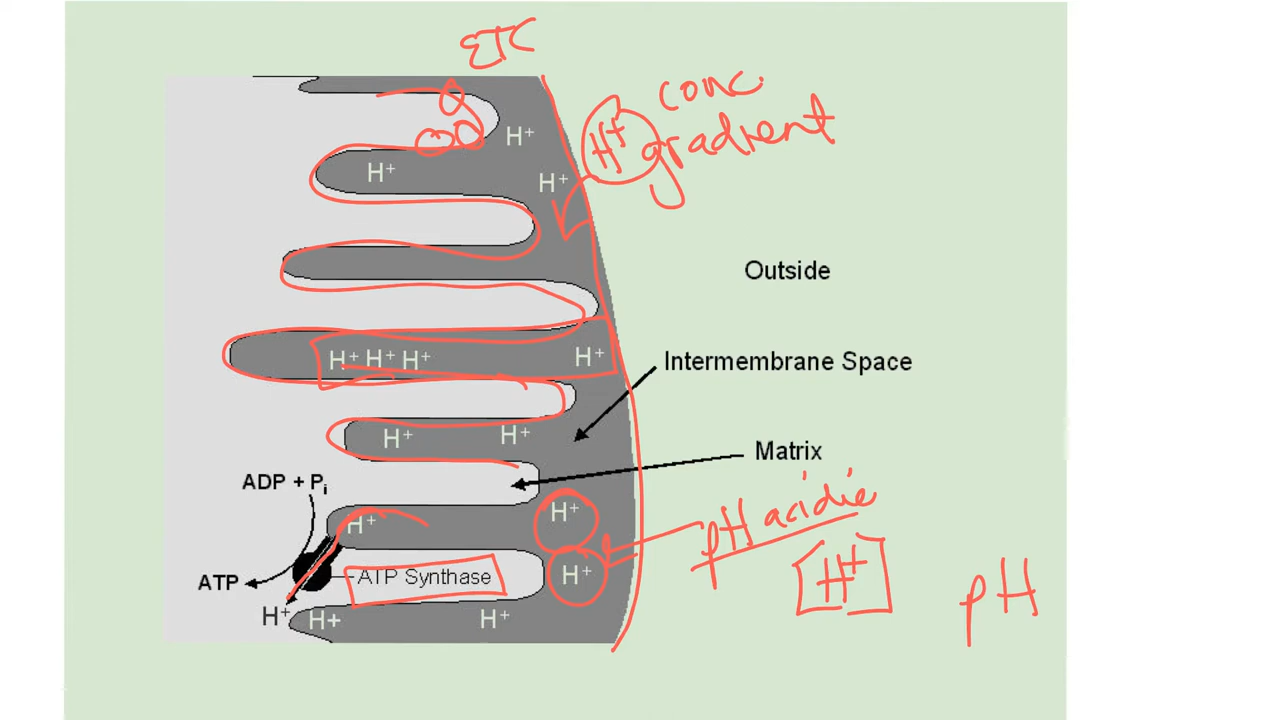 ETC
conc.
H⁺ gradient
H⁺
H⁺
H⁺
Outside
H⁺ H⁺ H⁺ H⁺
Intermembrane Space
H⁺ H⁺
Matrix
ADP + Pᵢ
pH acidic
H⁺ H⁺
[H⁺]
ATP
ATP Synthase
H⁺
pH
H⁺ H+ H⁺